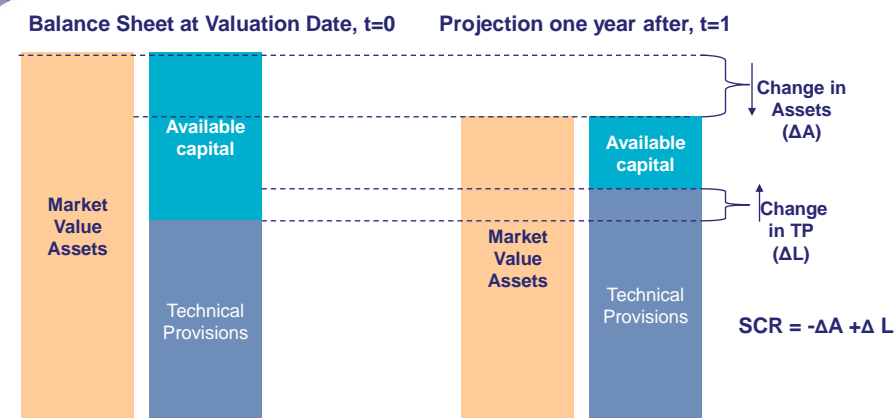 Balance Sheet at Valuation Date, t=0
Projection one year after, t=1
Market
Value
Assets
Available
capital
Technical
Provisions
Market
Value
Assets
Available
capital
Technical
Provisions
Change in
Assets
(ΔA)
Change
in TP
(ΔL)
SCR = -ΔA +Δ L